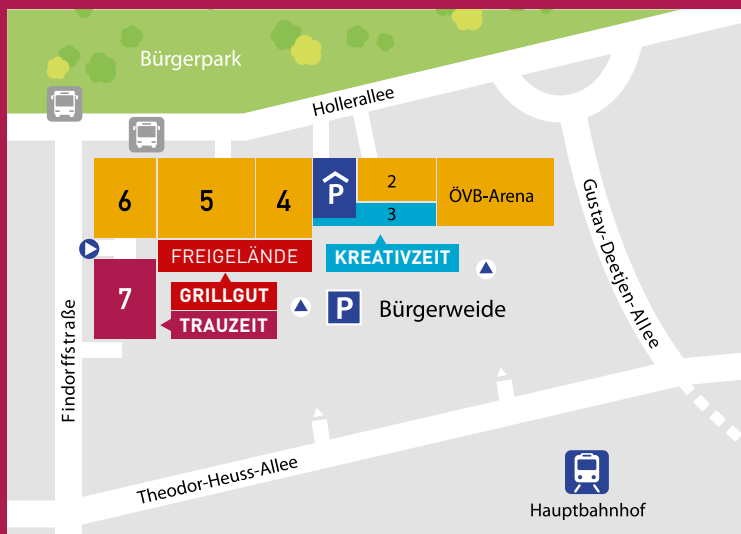 Bürgerpark
Hollerallee
6
5
4
P
2
ÖVB-Arena
3
FREIGELÄNDE
KREATIVZEIT
7
GRILLGUT
TRAUZEIT
P
Bürgerweide
Gustav-Deetjen-Allee
Findorffstraße
Theodor-Heuss-Allee
Hauptbahnhof